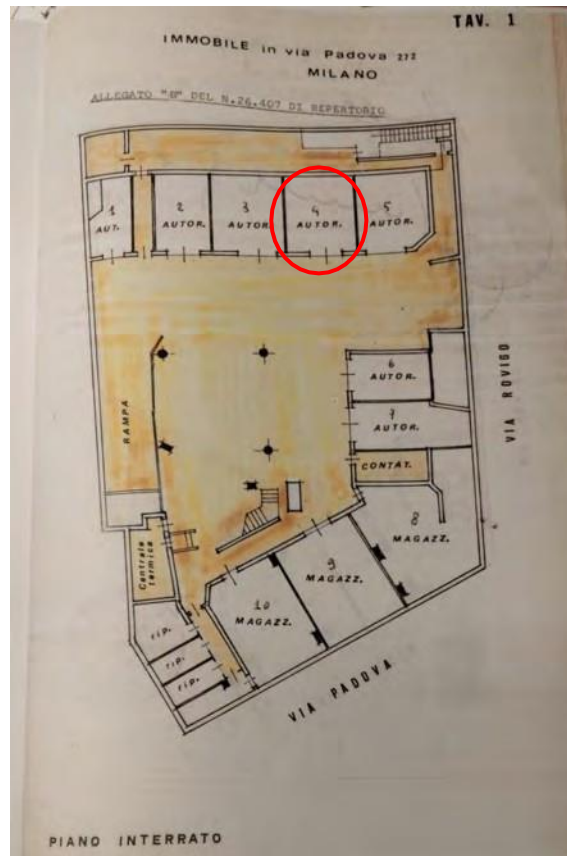 TAV. 1
IMMOBILE in via Padova 272
MILANO
ALLEGATO "B" DEL N.26.407 DI REPERTORIO
1
AUT.
2
AUTOR.
3
AUTOR.
4
AUTOR.
5
AUTOR.
6
AUTOR.
7
AUTOR.
CONTAT.
8
MAGAZZ.
9
MAGAZZ.
10
MAGAZZ.
RAMPA
Centrale
termica
rip.
rip.
rip.
VIA ROVIGO
VIA PADOVA
PIANO INTERRATO